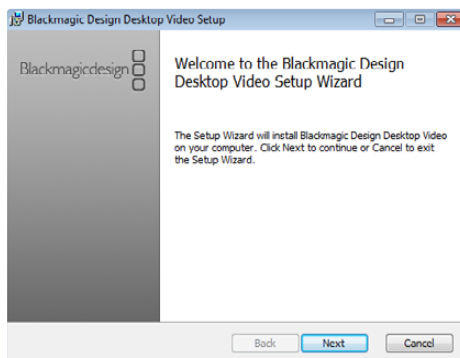 Blackmagic Design Desktop Video Setup
Blackmagicdesign
Welcome to the Blackmagic Design
Desktop Video Setup Wizard
The Setup Wizard will install Blackmagic Design Desktop Video
on your computer. Click Next to continue or Cancel to exit
the Setup Wizard.
Back
Next
Cancel